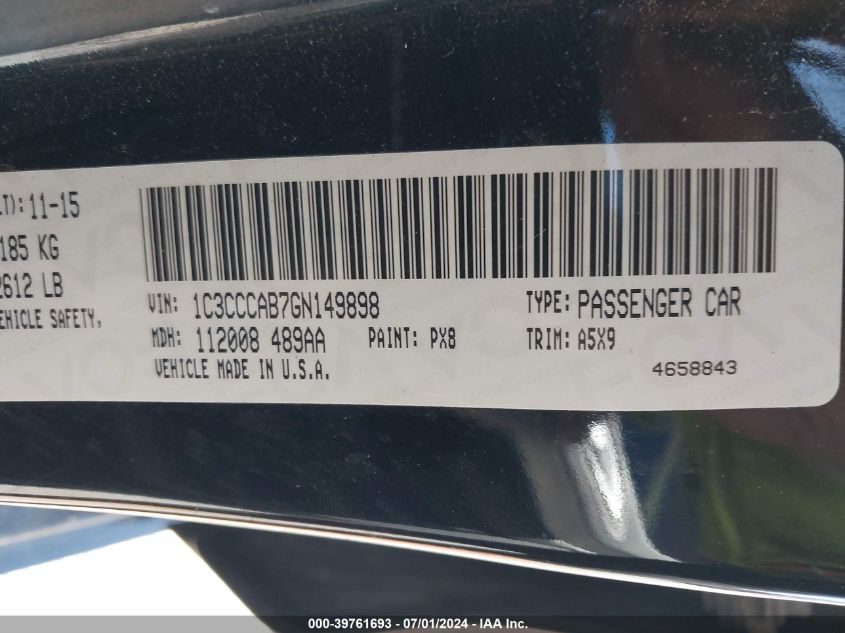 LT): 11-15
185 KG
2612 LB
EHICLE SAFETY,
VIN: 1C3CCCAB7GN149898 TYPE: PASSENGER CAR
MDH: 112008 489AA PAINT: PX8 TRIM: A5X9
VEHICLE MADE IN U.S.A. 4658843
000-39761693 - 07/01/2024 - IAA Inc.